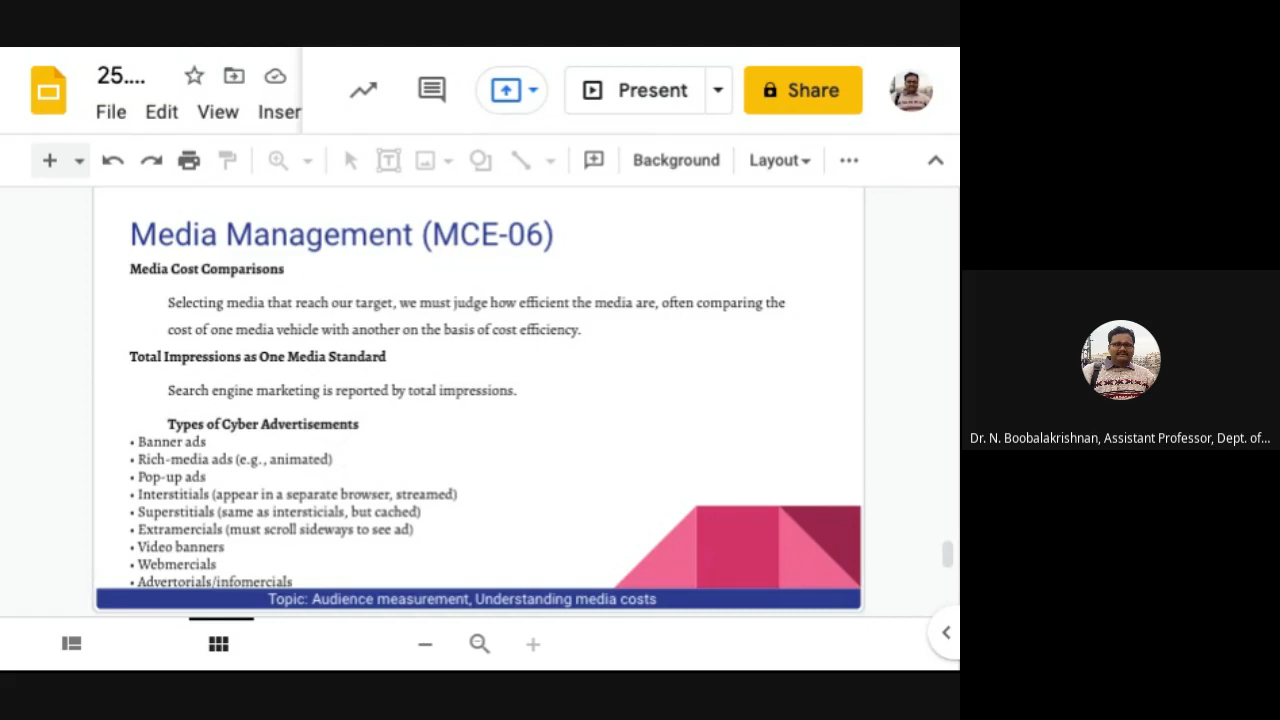 25....
File Edit View Inser
Present
Share
Background
Layout
Media Management (MCE-06)
Media Cost Comparisons
Selecting media that reach our target, we must judge how efficient the media are, often comparing the
cost of one media vehicle with another on the basis of cost efficiency.
Total Impressions as One Media Standard
Search engine marketing is reported by total impressions.
Types of Cyber Advertisements
• Banner ads
• Rich-media ads (e.g., animated)
• Pop-up ads
• Interstitials (appear in a separate browser, streamed)
• Superstitials (same as intersticials, but cached)
• Extramercials (must scroll sideways to see ad)
• Video banners
• Webmercials
• Advertorials/infomercials
Topic: Audience measurement, Understanding media costs
Dr. N. Boobalakrishnan, Assistant Professor, Dept. of...